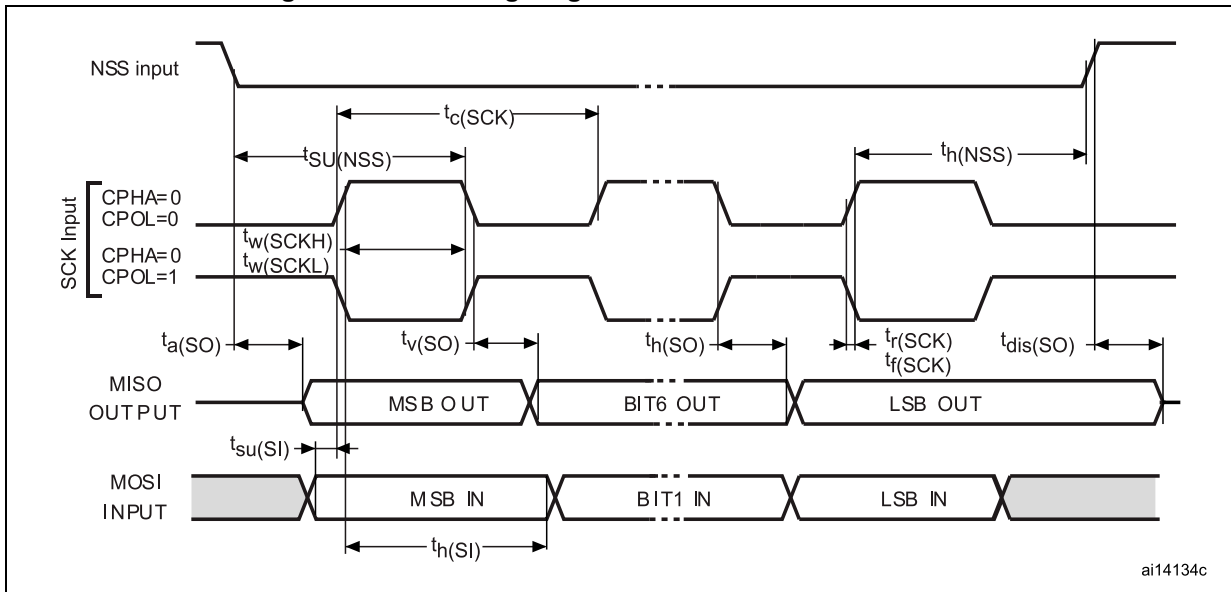 NSS input
tc(SCK)
tSU(NSS)
th(NSS)
SCK Input
CPHA=0
CPOL=0
CPHA=0
CPOL=1
tw(SCKH)
tw(SCKL)
ta(SO)
tv(SO)
th(SO)
tr(SCK)
tf(SCK)
tdis(SO)
MISO
OUTPUT
MSB OUT
BIT6 OUT
LSB OUT
tsu(SI)
MOSI
INPUT
MSB IN
BIT1 IN
LSB IN
th(SI)
ai14134c